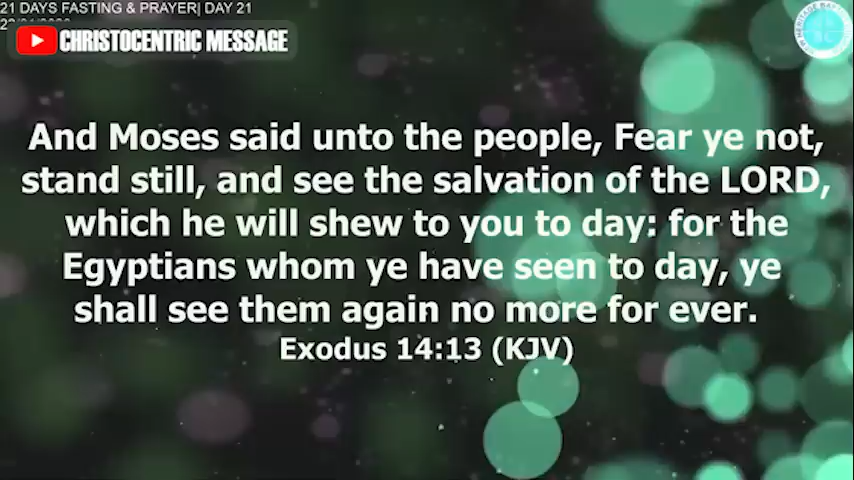 21 DAYS FASTING & PRAYER| DAY 21
CHRISTOCENTRIC MESSAGE
And Moses said unto the people, Fear ye not,
stand still, and see the salvation of the LORD,
which he will shew to you to day: for the
Egyptians whom ye have seen to day, ye
shall see them again no more for ever.
Exodus 14:13 (KJV)